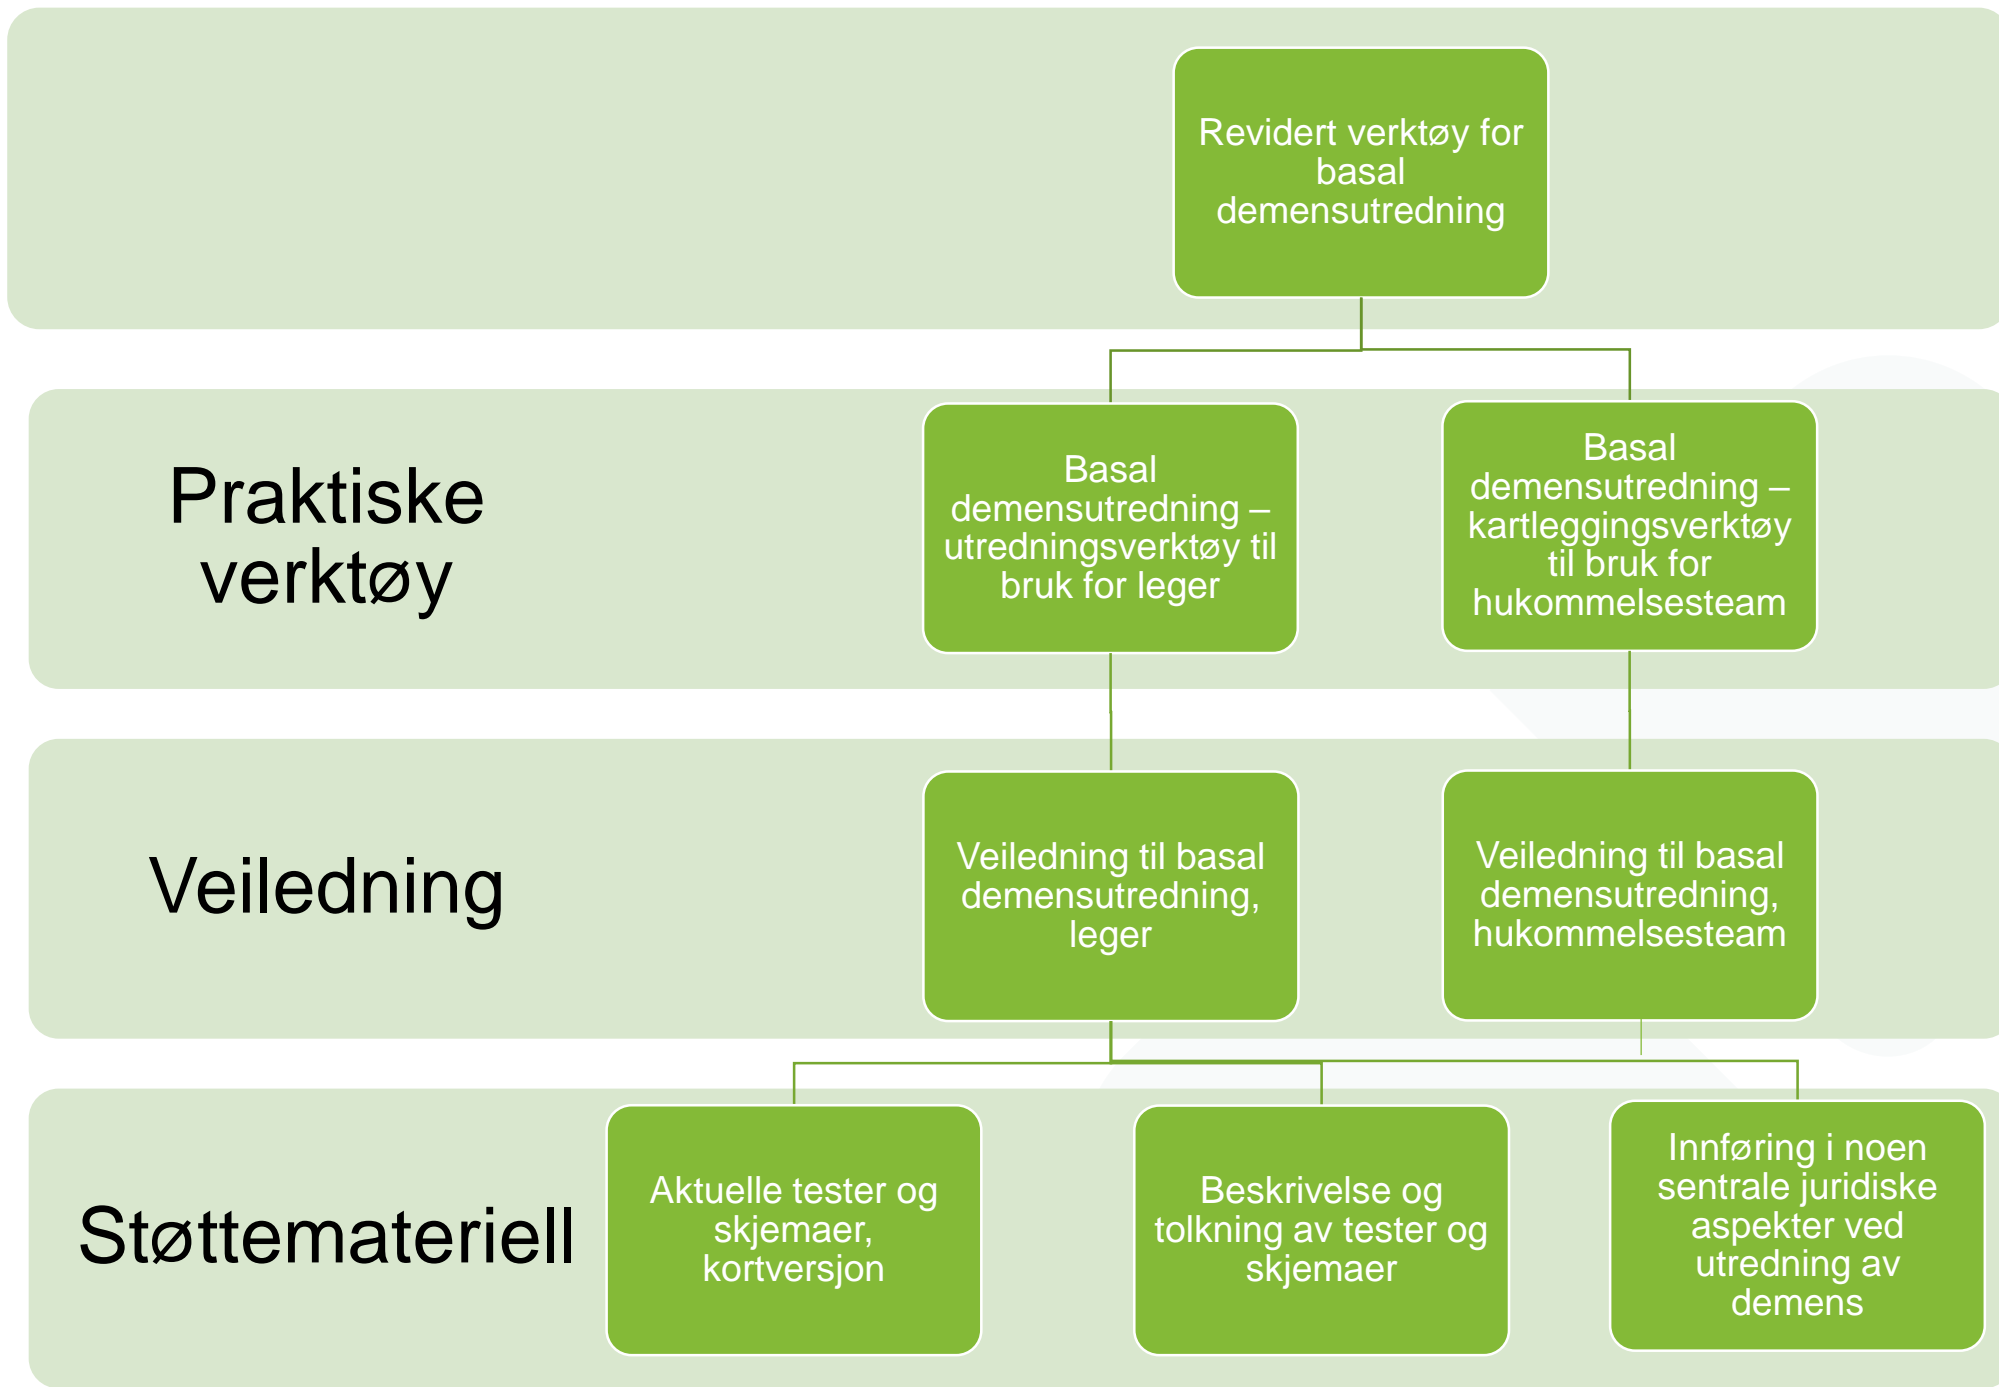 Revidert verktøy for
basal
demensutredning
Praktiske
verktøy
Basal
demensutredning –
utredningsverktøy til
bruk for leger
Basal
demensutredning –
kartleggingsverktøy
til bruk for
hukommelsesteam
Veiledning
Veiledning til basal
demensutredning,
leger
Veiledning til basal
demensutredning,
hukommelsesteam
Støttemateriell
Aktuelle tester og
skjemaer,
kortversjon
Beskrivelse og
tolkning av tester og
skjemaer
Innføring i noen
sentrale juridiske
aspekter ved
utredning av
demens